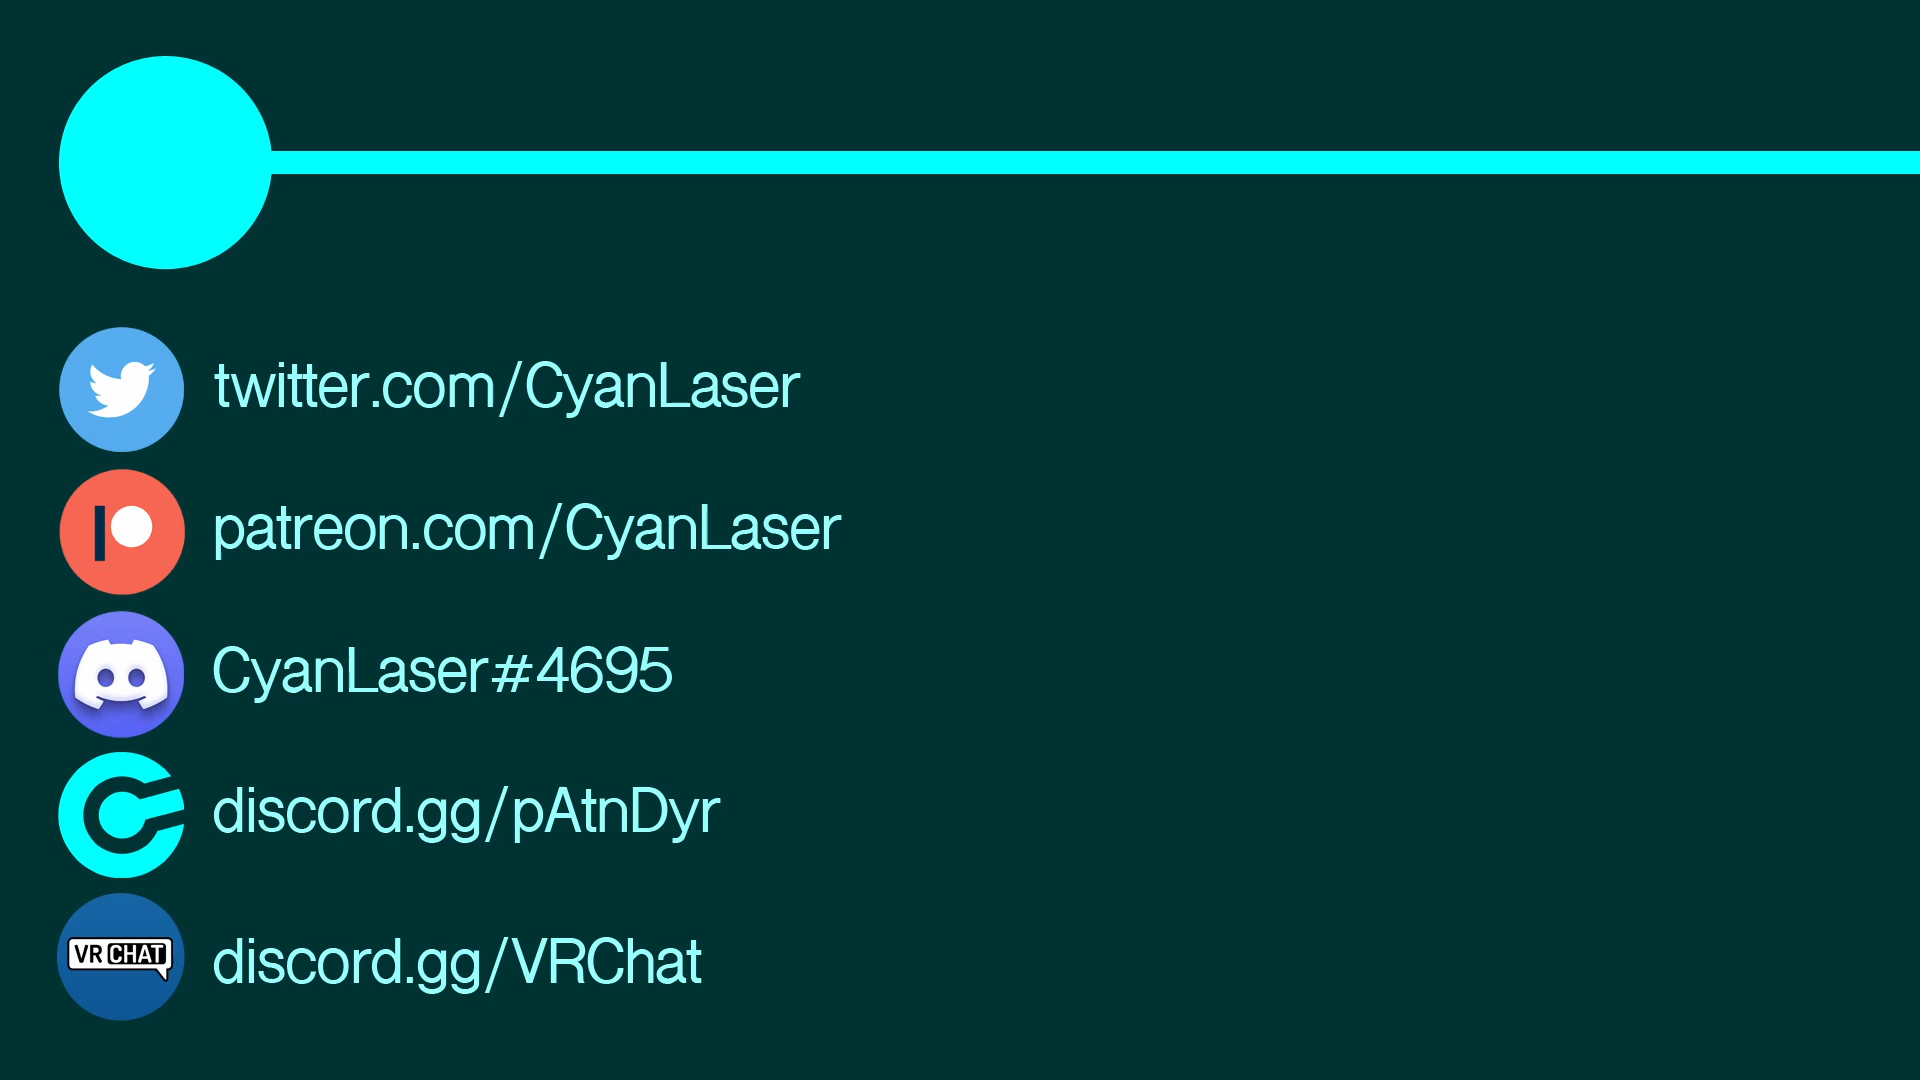 twitter.com/CyanLaser
patreon.com/CyanLaser
CyanLaser#4695
discord.gg/pAtnDyr
VR CHAT
discord.gg/VRChat